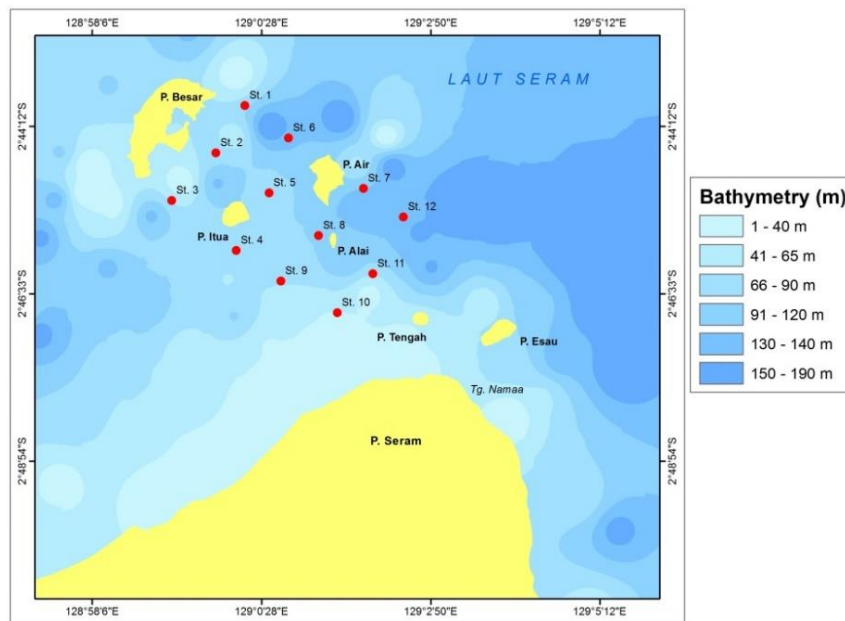 128°58'6"E 129°0'28"E 129°2'50"E 129°5'12"E
LAUT SERAM
P. Besar
St. 1
2°44'12"S
2°44'12"S
St. 6
St. 2
P. Air
St. 7
St. 5
St. 3
St. 12
St. 8
P. Itua
St. 4
P. Alai
St. 11
St. 9
2°46'33"S
2°46'33"S
St. 10
P. Tengah
P. Esau
Tg. Namaa
P. Seram
2°48'54"S
2°48'54"S
128°58'6"E 129°0'28"E 129°2'50"E 129°5'12"E
Bathymetry (m)
1 - 40 m
41 - 65 m
66 - 90 m
91 - 120 m
130 - 140 m
150 - 190 m